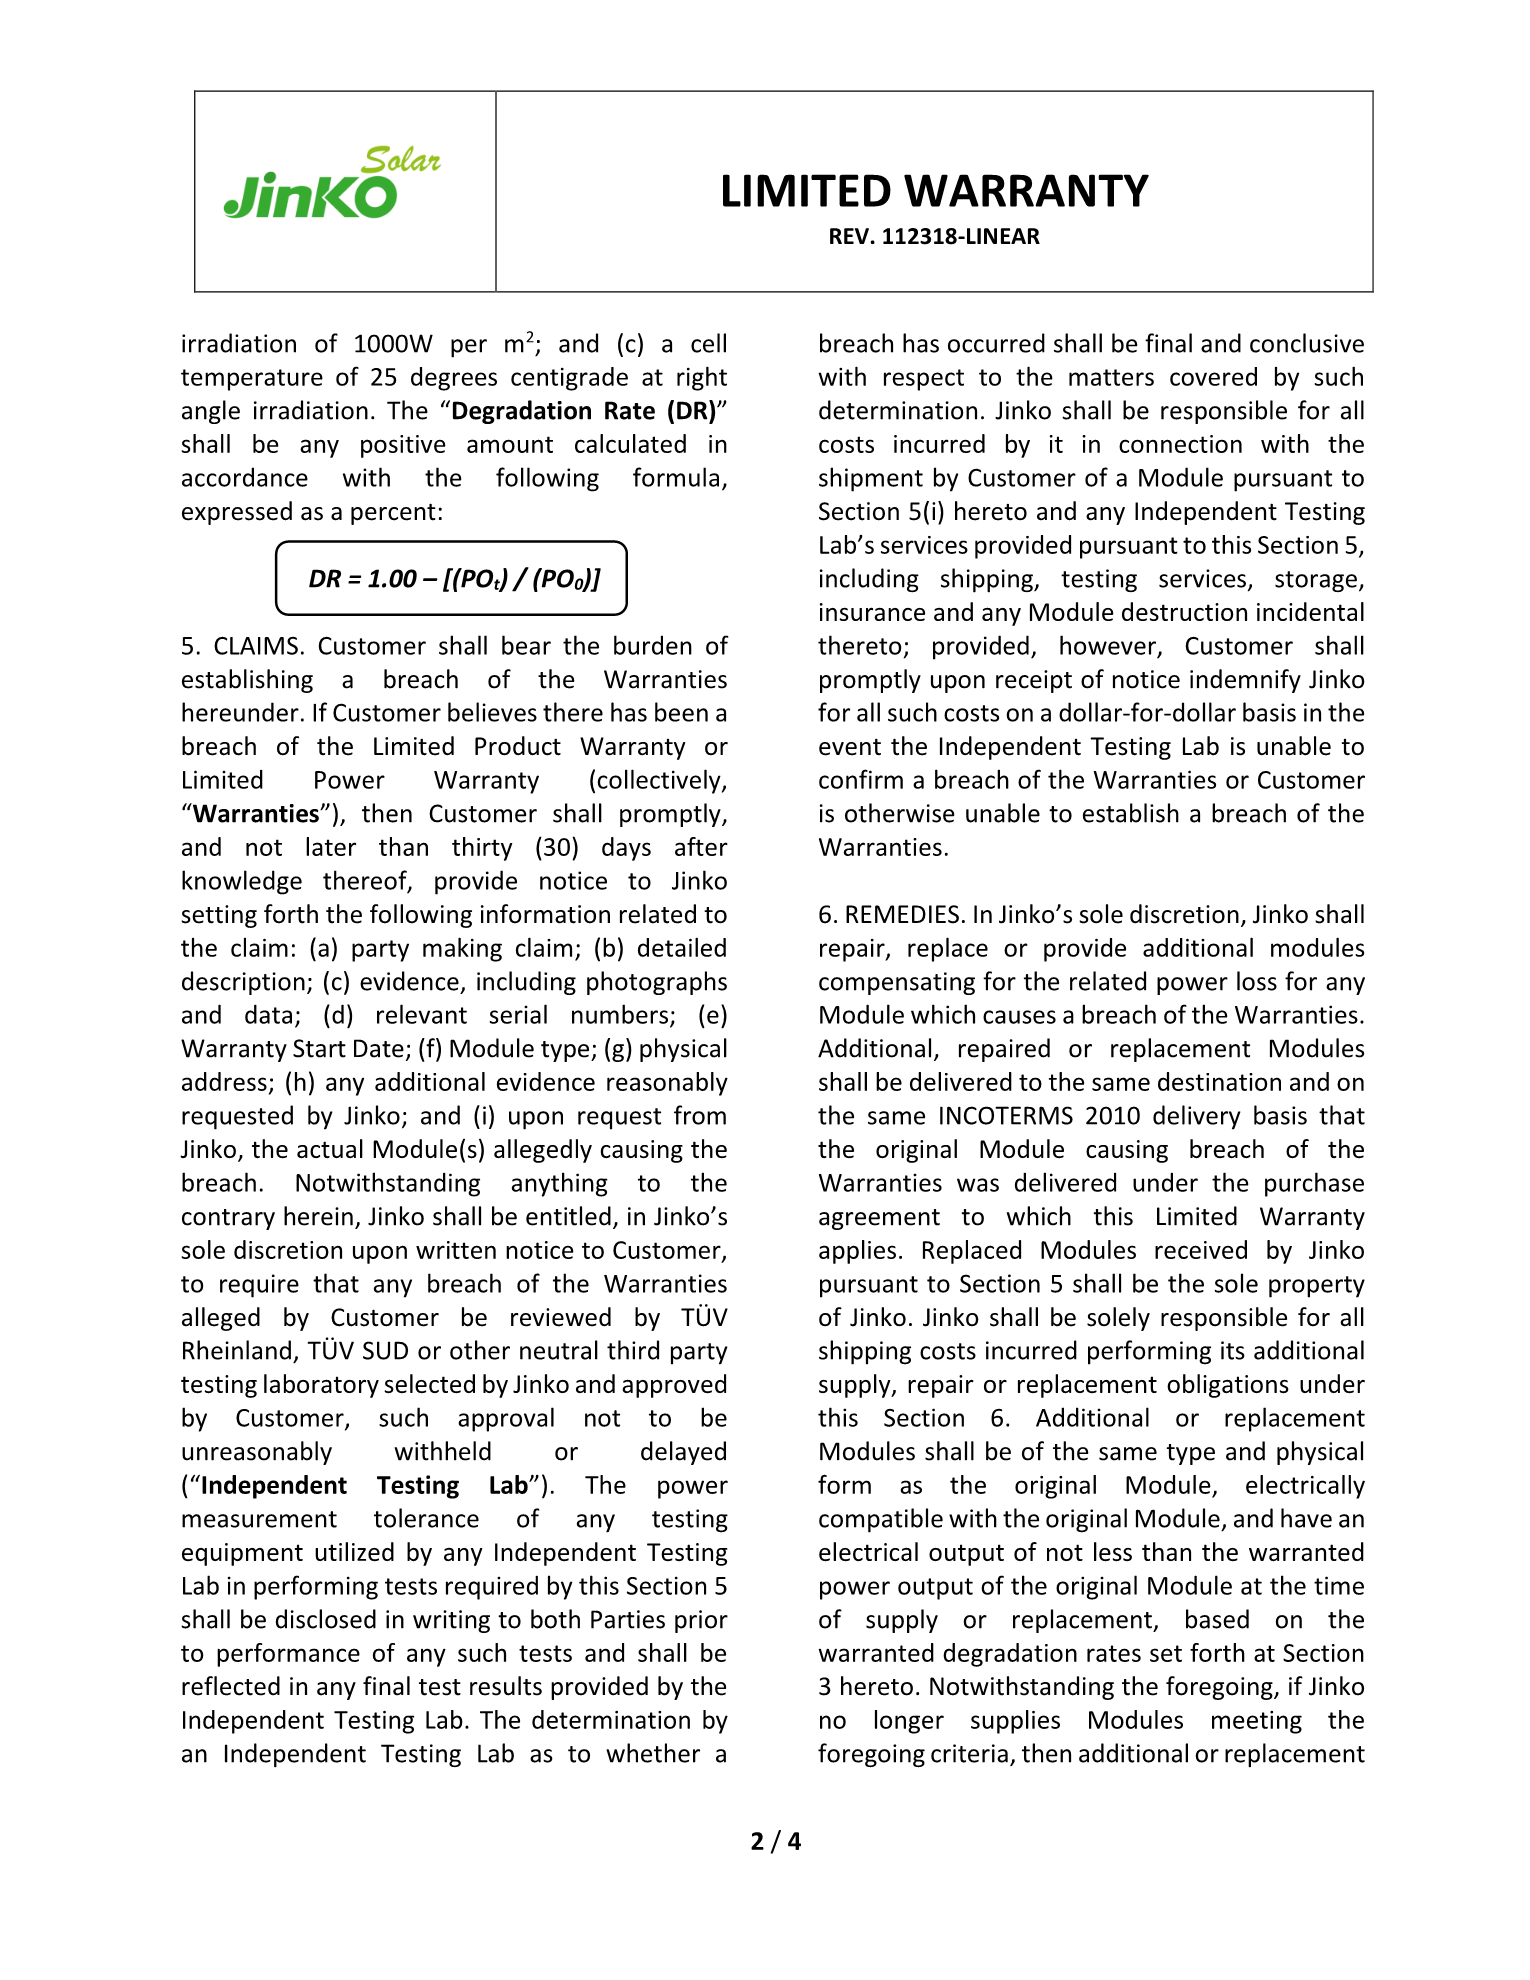 Solar
JinKO
LIMITED WARRANTY
REV. 112318-LINEAR
irradiation of 1000W per m²; and (c) a cell
temperature of 25 degrees centigrade at right
angle irradiation. The “Degradation Rate (DR)”
shall be any positive amount calculated in
accordance with the following formula,
expressed as a percent:
DR = 1.00 – [(POt) / (PO0)]
5. CLAIMS. Customer shall bear the burden of
establishing a breach of the Warranties
hereunder. If Customer believes there has been a
breach of the Limited Product Warranty or
Limited Power Warranty (collectively,
“Warranties”), then Customer shall promptly,
and not later than thirty (30) days after
knowledge thereof, provide notice to Jinko
setting forth the following information related to
the claim: (a) party making claim; (b) detailed
description; (c) evidence, including photographs
and data; (d) relevant serial numbers; (e)
Warranty Start Date; (f) Module type; (g) physical
address; (h) any additional evidence reasonably
requested by Jinko; and (i) upon request from
Jinko, the actual Module(s) allegedly causing the
breach. Notwithstanding anything to the
contrary herein, Jinko shall be entitled, in Jinko’s
sole discretion upon written notice to Customer,
to require that any breach of the Warranties
alleged by Customer be reviewed by TÜV
Rheinland, TÜV SUD or other neutral third party
testing laboratory selected by Jinko and approved
by Customer, such approval not to be
unreasonably withheld or delayed
(“Independent Testing Lab”). The power
measurement tolerance of any testing
equipment utilized by any Independent Testing
Lab in performing tests required by this Section 5
shall be disclosed in writing to both Parties prior
to performance of any such tests and shall be
reflected in any final test results provided by the
Independent Testing Lab. The determination by
an Independent Testing Lab as to whether a
breach has occurred shall be final and conclusive
with respect to the matters covered by such
determination. Jinko shall be responsible for all
costs incurred by it in connection with the
shipment by Customer of a Module pursuant to
Section 5(i) hereto and any Independent Testing
Lab’s services provided pursuant to this Section 5,
including shipping, testing services, storage,
insurance and any Module destruction incidental
thereto; provided, however, Customer shall
promptly upon receipt of notice indemnify Jinko
for all such costs on a dollar-for-dollar basis in the
event the Independent Testing Lab is unable to
confirm a breach of the Warranties or Customer
is otherwise unable to establish a breach of the
Warranties.
6. REMEDIES. In Jinko’s sole discretion, Jinko shall
repair, replace or provide additional modules
compensating for the related power loss for any
Module which causes a breach of the Warranties.
Additional, repaired or replacement Modules
shall be delivered to the same destination and on
the same INCOTERMS 2010 delivery basis that
the original Module causing breach of the
Warranties was delivered under the purchase
agreement to which this Limited Warranty
applies. Replaced Modules received by Jinko
pursuant to Section 5 shall be the sole property
of Jinko. Jinko shall be solely responsible for all
shipping costs incurred performing its additional
supply, repair or replacement obligations under
this Section 6. Additional or replacement
Modules shall be of the same type and physical
form as the original Module, electrically
compatible with the original Module, and have an
electrical output of not less than the warranted
power output of the original Module at the time
of supply or replacement, based on the
warranted degradation rates set forth at Section
3 hereto. Notwithstanding the foregoing, if Jinko
no longer supplies Modules meeting the
foregoing criteria, then additional or replacement
2 / 4